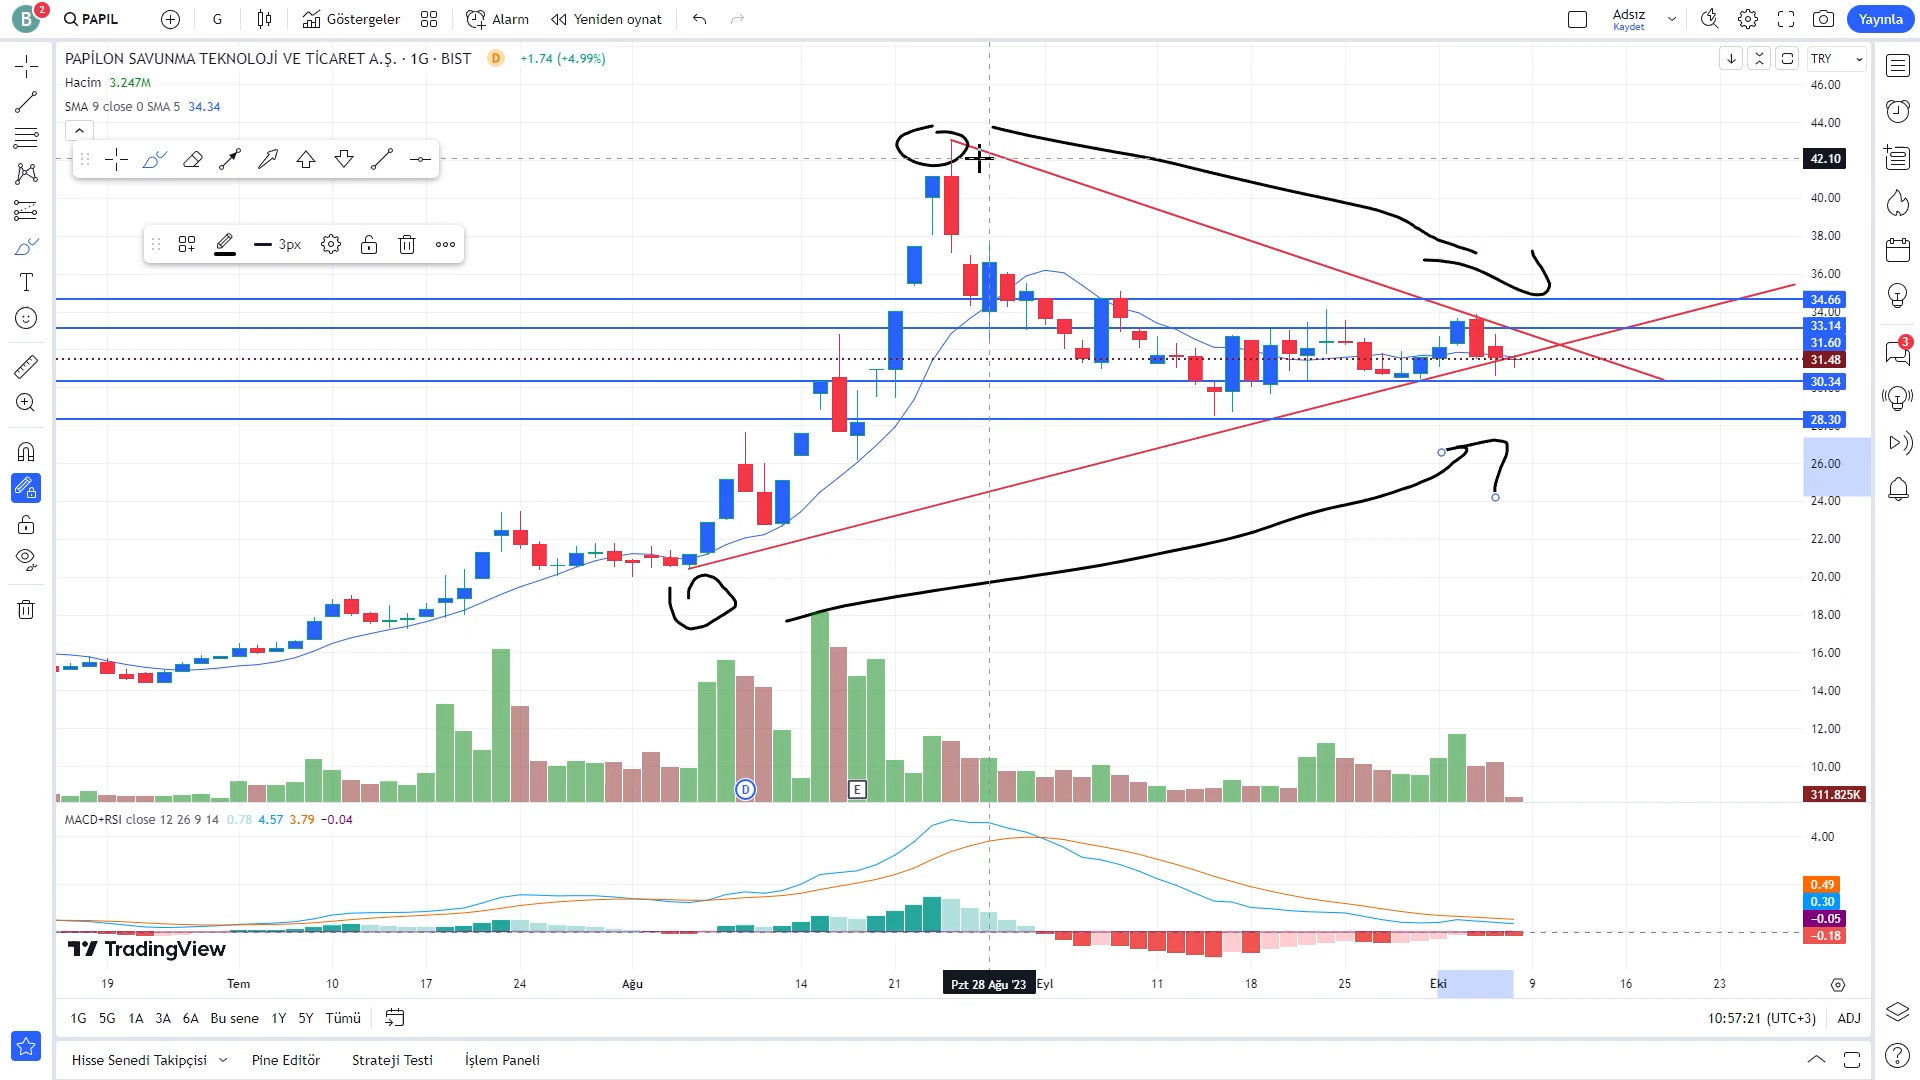 B 2 PAPIL G Göstergeler Alarm Yeniden oynat Adsız Kaydet Yayınla
PAPİLON SAVUNMA TEKNOLOJİ VE TİCARET A.Ş. · 1G · BIST D +1.74 (+4.99%)
TRY
Hacim 3.247M
SMA 9 close 0 SMA 5 34.34
3px
46.00
44.00
42.10
40.00
38.00
36.00
34.66
34.00
33.14
31.60
31.48
30.34
28.30
26.00
24.00
22.00
20.00
18.00
16.00
14.00
12.00
10.00
311.825K
3
D E
MACD+RSI close 12 26 9 14 0.78 4.57 3.79 −0.04
4.00
0.49
0.30
−0.05
−0.18
TradingView
19 Tem 10 17 24 Ağu 14 21 Pzt 28 Ağu '23 Eyl 11 18 25 Eki 9 16 23
1G 5G 1A 3A 6A Bu sene 1Y 5Y Tümü 10:57:21 (UTC+3) ADJ
Hisse Senedi Takipçisi Pine Editör Strateji Testi İşlem Paneli